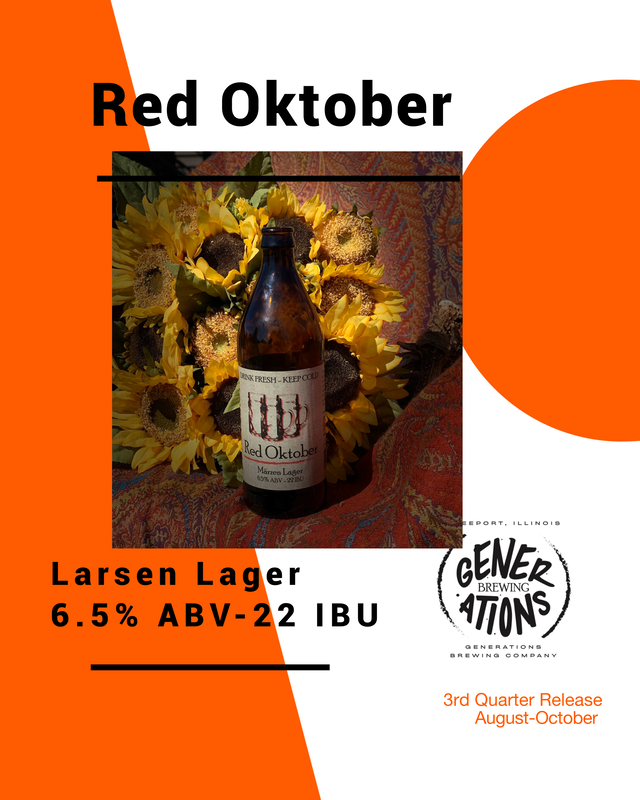 Red Oktober
DRINK FRESH – KEEP COLD
Red Oktober
Märzen Lager
6.5% ABV - 22 IBU
Larsen Lager
6.5% ABV-22 IBU
EEPORT, ILLINOIS
GENER
BREWING
ATIONS
GENERATIONS
BREWING COMPANY
3rd Quarter Release
August-October